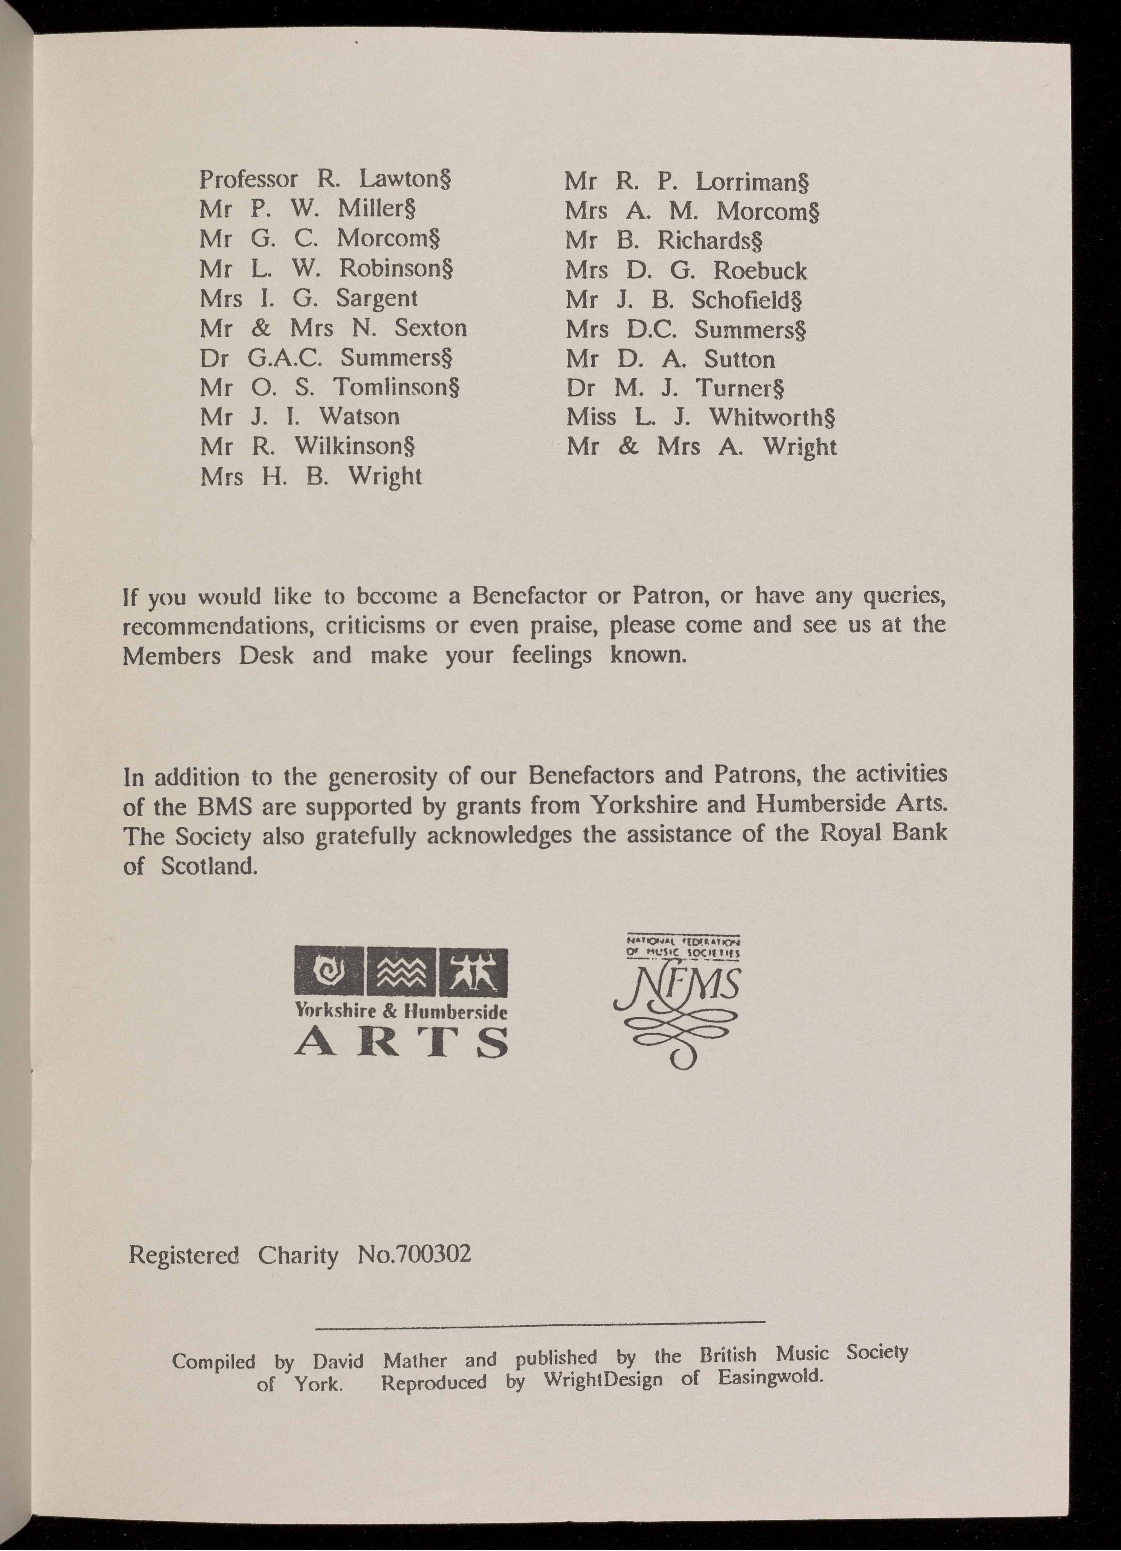 Professor R. Lawton§
Mr P. W. Miller§
Mr G. C. Morcom§
Mr L. W. Robinson§
Mrs I. G. Sargent
Mr & Mrs N. Sexton
Dr G.A.C. Summers§
Mr O. S. Tomlinson§
Mr J. I. Watson
Mr R. Wilkinson§
Mrs H. B. Wright
Mr R. P. Lorriman§
Mrs A. M. Morcom§
Mr B. Richards§
Mrs D. G. Roebuck
Mr J. B. Schofield§
Mrs D.C. Summers§
Mr D. A. Sutton
Dr M. J. Turner§
Miss L. J. Whitworth§
Mr & Mrs A. Wright
If you would like to become a Benefactor or Patron, or have any queries,
recommendations, criticisms or even praise, please come and see us at the
Members Desk and make your feelings known.
In addition to the generosity of our Benefactors and Patrons, the activities
of the BMS are supported by grants from Yorkshire and Humberside Arts.
The Society also gratefully acknowledges the assistance of the Royal Bank
of Scotland.
Yorkshire & Humberside
ARTS
NATIONAL FEDERATION
OF MUSIC SOCIETIES
NFMS
Registered Charity No.700302
Compiled by David Mather and published by the British Music Society
of York. Reproduced by WrightDesign of Easingwold.